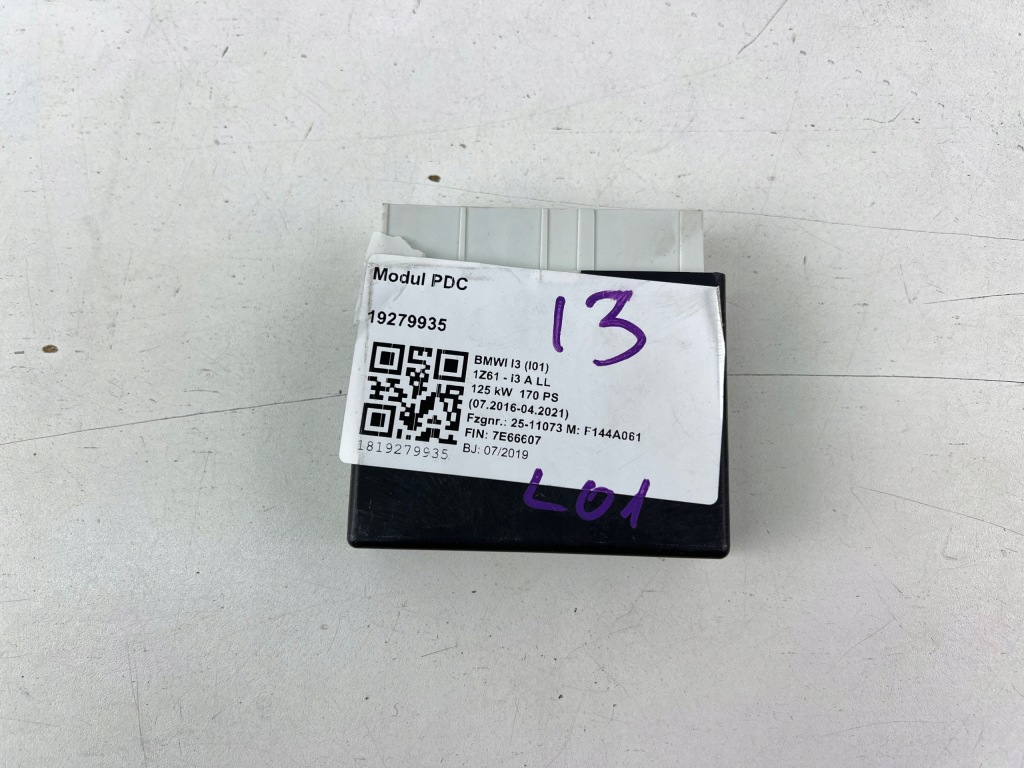 Modul PDC
19279935
I3
BMWI I3 (I01)
1Z61 - i3 A LL
125 kW 170 PS
(07.2016-04.2021)
Fzgnr.: 25-11073 M: F144A061
FIN: 7E66607
BJ: 07/2019
1819279935
L01